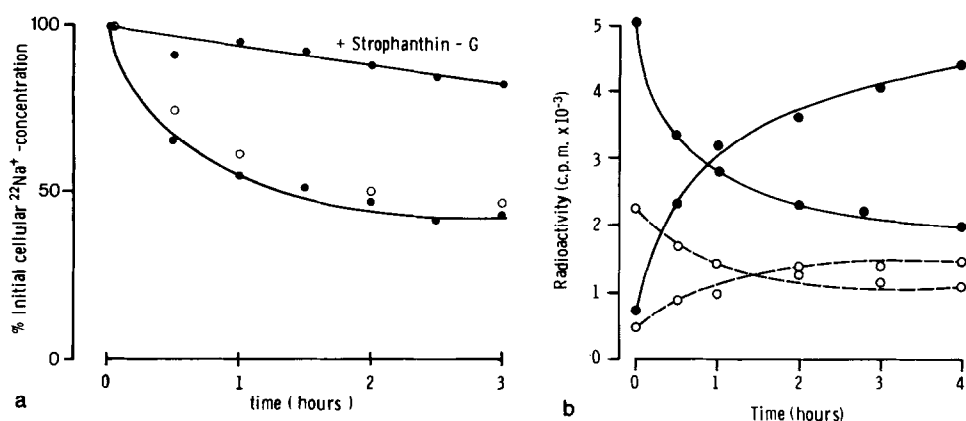 100
50
0
% Initial cellular ²²Na⁺ -concentration
+ Strophanthin - G
0 1 2 3
time (hours)
a
5
4
3
2
1
0
Radioactivity (c.p.m. x10⁻³)
0 1 2 3 4
Time (hours)
b